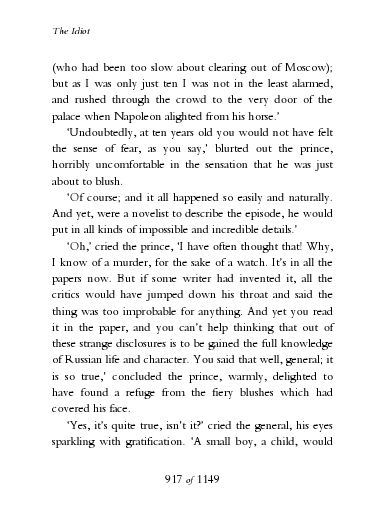 The Idiot
(who had been too slow about clearing out of Moscow);
but as I was only just ten I was not in the least alarmed,
and rushed through the crowd to the very door of the
palace when Napoleon alighted from his horse.’
‘Undoubtedly, at ten years old you would not have felt
the sense of fear, as you say,’ blurted out the prince,
horribly uncomfortable in the sensation that he was just
about to blush.
‘Of course; and it all happened so easily and naturally.
And yet, were a novelist to describe the episode, he would
put in all kinds of impossible and incredible details.’
‘Oh,’ cried the prince, ‘I have often thought that! Why,
I know of a murder, for the sake of a watch. It’s in all the
papers now. But if some writer had invented it, all the
critics would have jumped down his throat and said the
thing was too improbable for anything. And yet you read
it in the paper, and you can’t help thinking that out of
these strange disclosures is to be gained the full knowledge
of Russian life and character. You said that well, general; it
is so true,’ concluded the prince, warmly, delighted to
have found a refuge from the fiery blushes which had
covered his face.
‘Yes, it’s quite true, isn’t it?’ cried the general, his eyes
sparkling with gratification. ‘A small boy, a child, would
917 of 1149